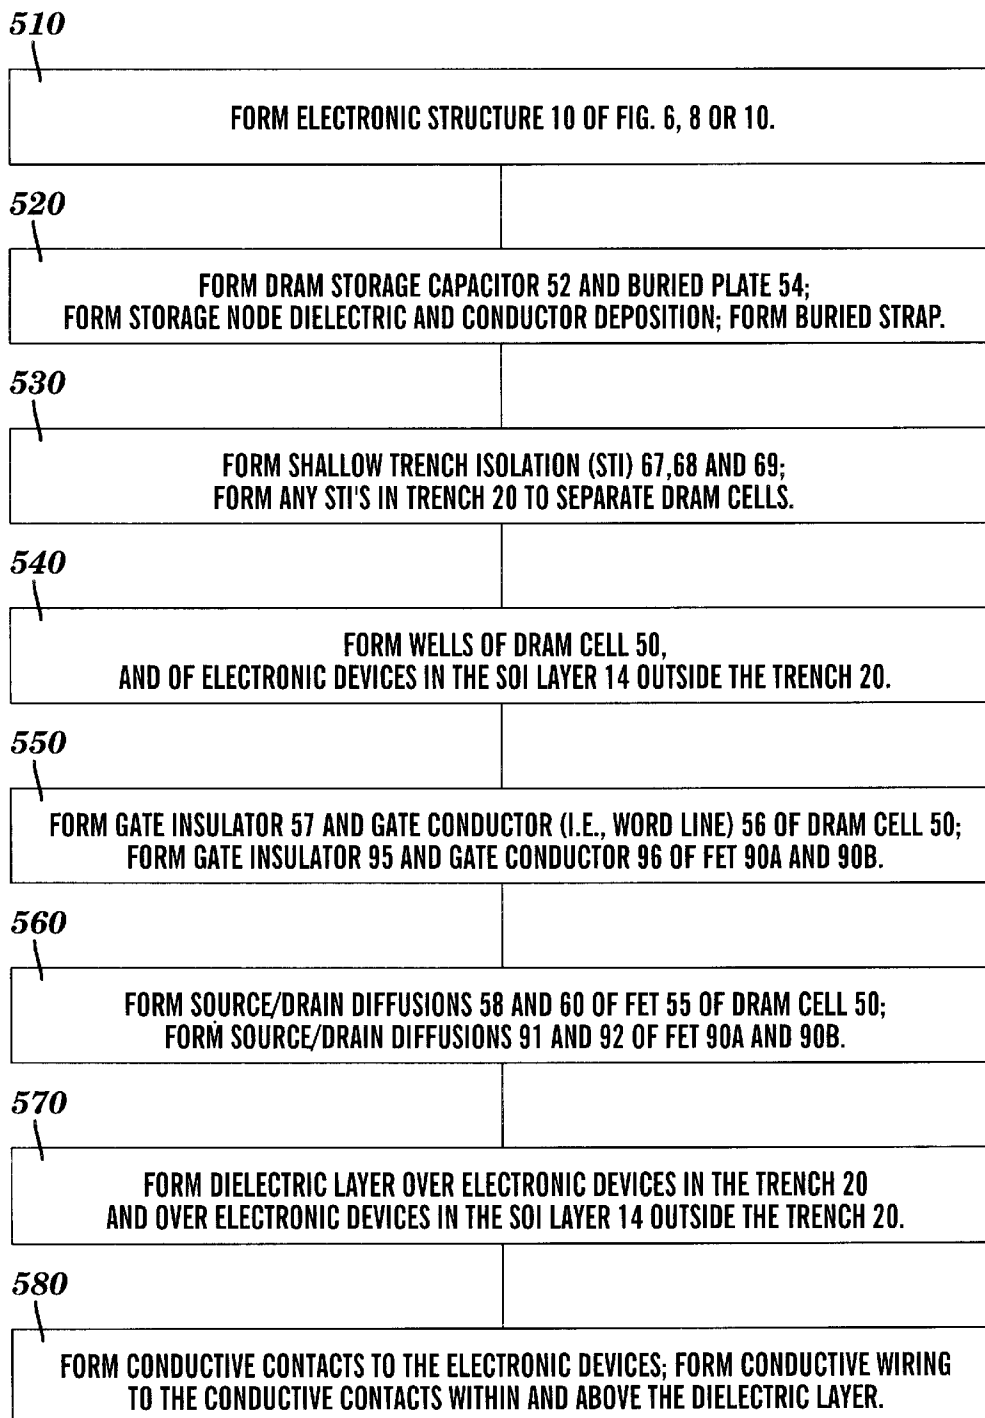 510
FORM ELECTRONIC STRUCTURE 10 OF FIG. 6, 8 OR 10.
520
FORM DRAM STORAGE CAPACITOR 52 AND BURIED PLATE 54;
FORM STORAGE NODE DIELECTRIC AND CONDUCTOR DEPOSITION; FORM BURIED STRAP.
530
FORM SHALLOW TRENCH ISOLATION (STI) 67,68 AND 69;
FORM ANY STI'S IN TRENCH 20 TO SEPARATE DRAM CELLS.
540
FORM WELLS OF DRAM CELL 50,
AND OF ELECTRONIC DEVICES IN THE SOI LAYER 14 OUTSIDE THE TRENCH 20.
550
FORM GATE INSULATOR 57 AND GATE CONDUCTOR (I.E., WORD LINE) 56 OF DRAM CELL 50;
FORM GATE INSULATOR 95 AND GATE CONDUCTOR 96 OF FET 90A AND 90B.
560
FORM SOURCE/DRAIN DIFFUSIONS 58 AND 60 OF FET 55 OF DRAM CELL 50;
FORM SOURCE/DRAIN DIFFUSIONS 91 AND 92 OF FET 90A AND 90B.
570
FORM DIELECTRIC LAYER OVER ELECTRONIC DEVICES IN THE TRENCH 20
AND OVER ELECTRONIC DEVICES IN THE SOI LAYER 14 OUTSIDE THE TRENCH 20.
580
FORM CONDUCTIVE CONTACTS TO THE ELECTRONIC DEVICES; FORM CONDUCTIVE WIRING
TO THE CONDUCTIVE CONTACTS WITHIN AND ABOVE THE DIELECTRIC LAYER.